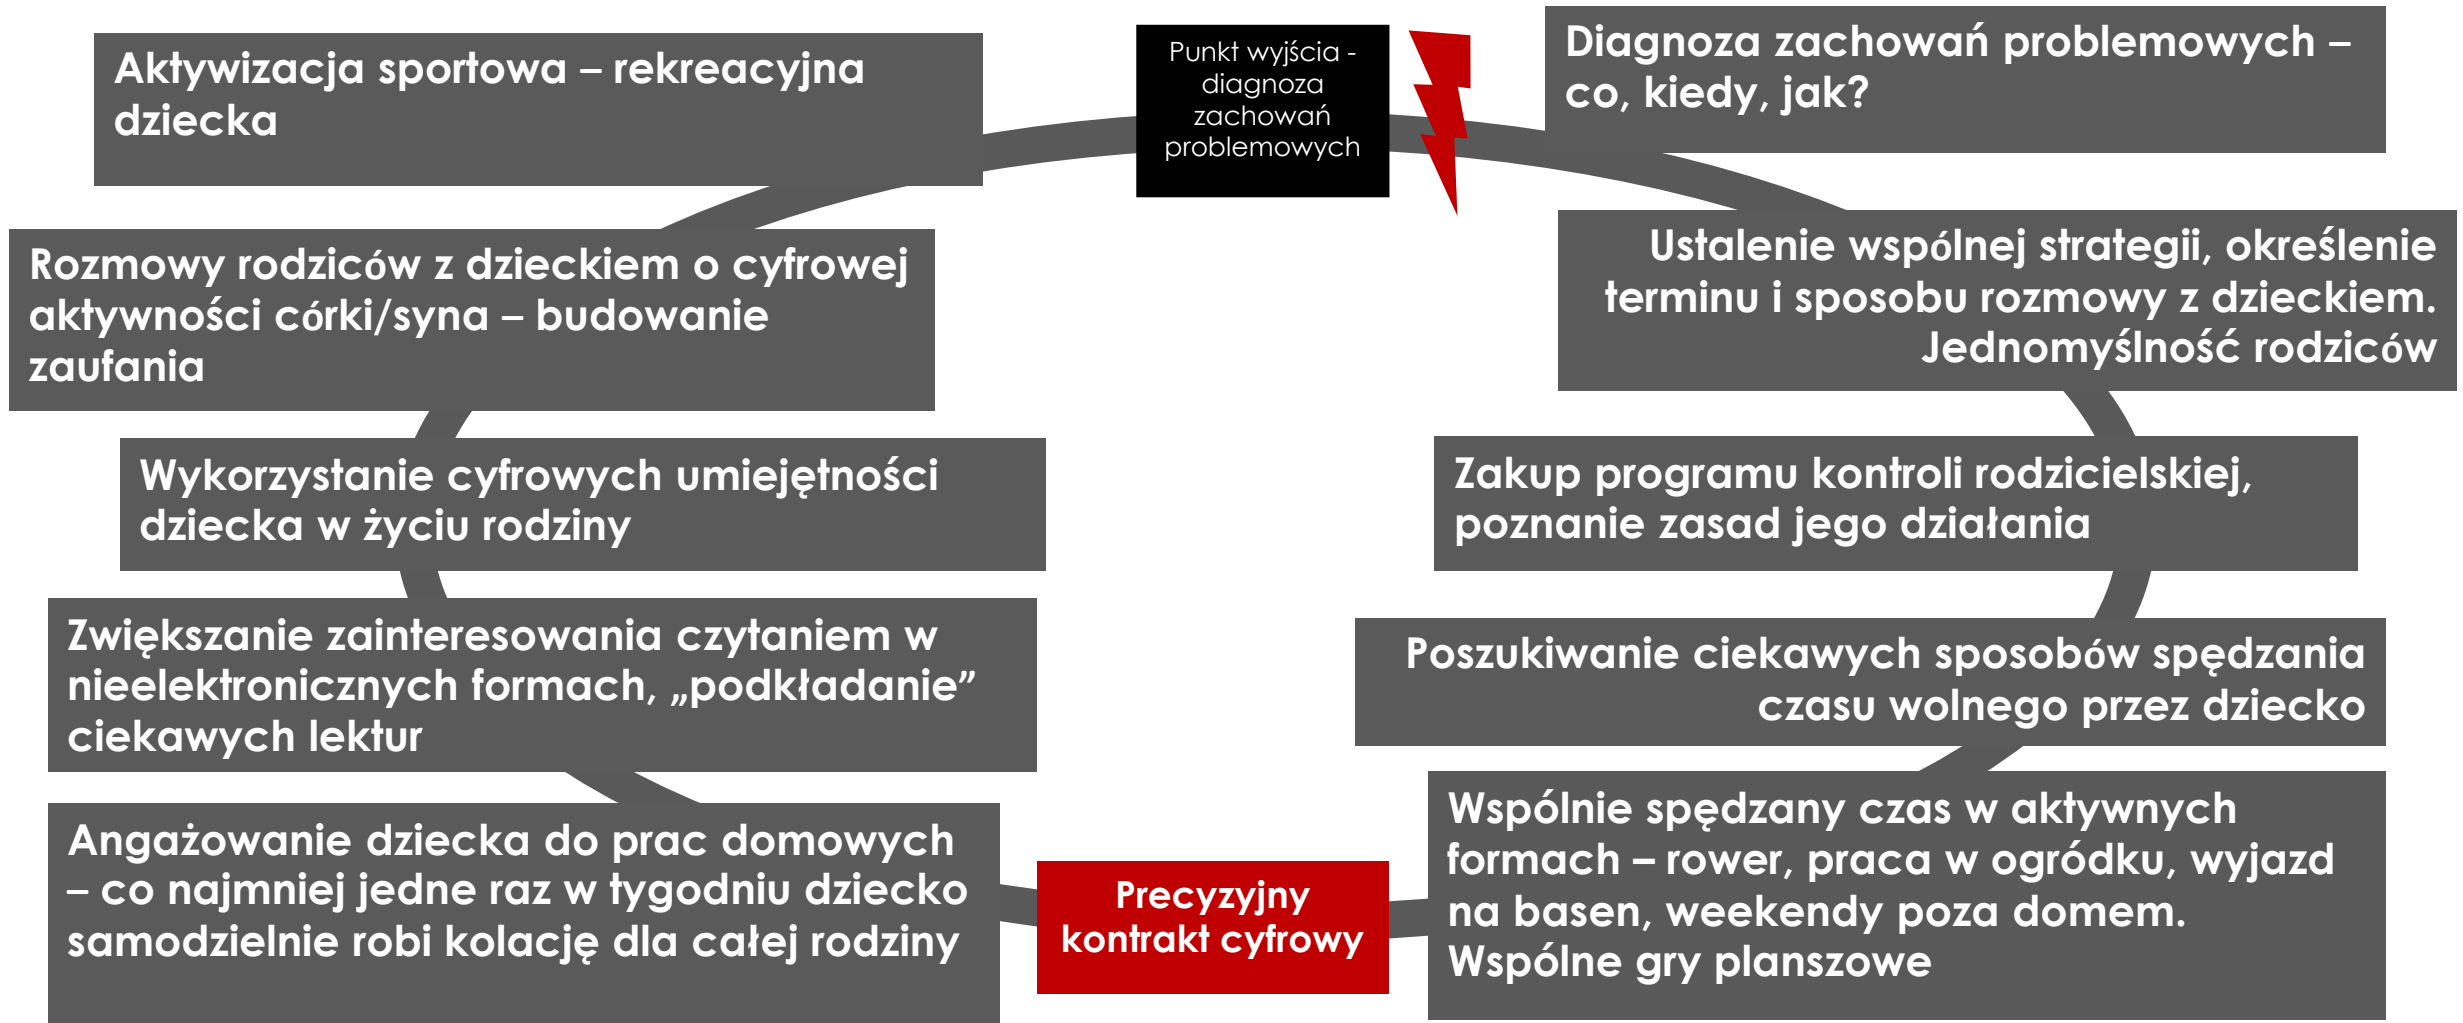 Punkt wyjścia -
diagnoza
zachowań
problemowych
Diagnoza zachowań problemowych –
co, kiedy, jak?
Ustalenie wspólnej strategii, określenie
terminu i sposobu rozmowy z dzieckiem.
Jednomyślność rodziców
Zakup programu kontroli rodzicielskiej,
poznanie zasad jego działania
Poszukiwanie ciekawych sposobów spędzania
czasu wolnego przez dziecko
Wspólnie spędzany czas w aktywnych
formach – rower, praca w ogródku, wyjazd
na basen, weekendy poza domem.
Wspólne gry planszowe
Precyzyjny
kontrakt cyfrowy
Angażowanie dziecka do prac domowych
– co najmniej jedne raz w tygodniu dziecko
samodzielnie robi kolację dla całej rodziny
Zwiększanie zainteresowania czytaniem w
nieelektronicznych formach, „podkładanie”
ciekawych lektur
Wykorzystanie cyfrowych umiejętności
dziecka w życiu rodziny
Rozmowy rodziców z dzieckiem o cyfrowej
aktywności córki/syna – budowanie
zaufania
Aktywizacja sportowa – rekreacyjna
dziecka